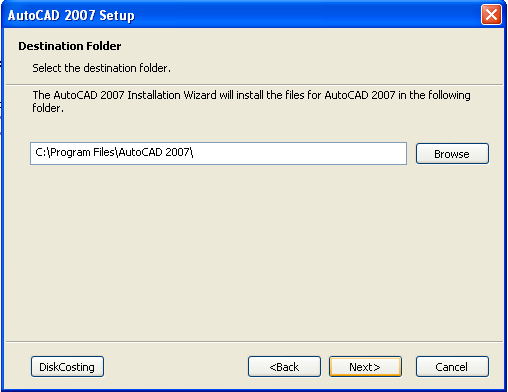 AutoCAD 2007 Setup
Destination Folder
Select the destination folder.
The AutoCAD 2007 Installation Wizard will install the files for AutoCAD 2007 in the following
folder.
C:\Program Files\AutoCAD 2007\
Browse
DiskCosting
<Back
Next>
Cancel